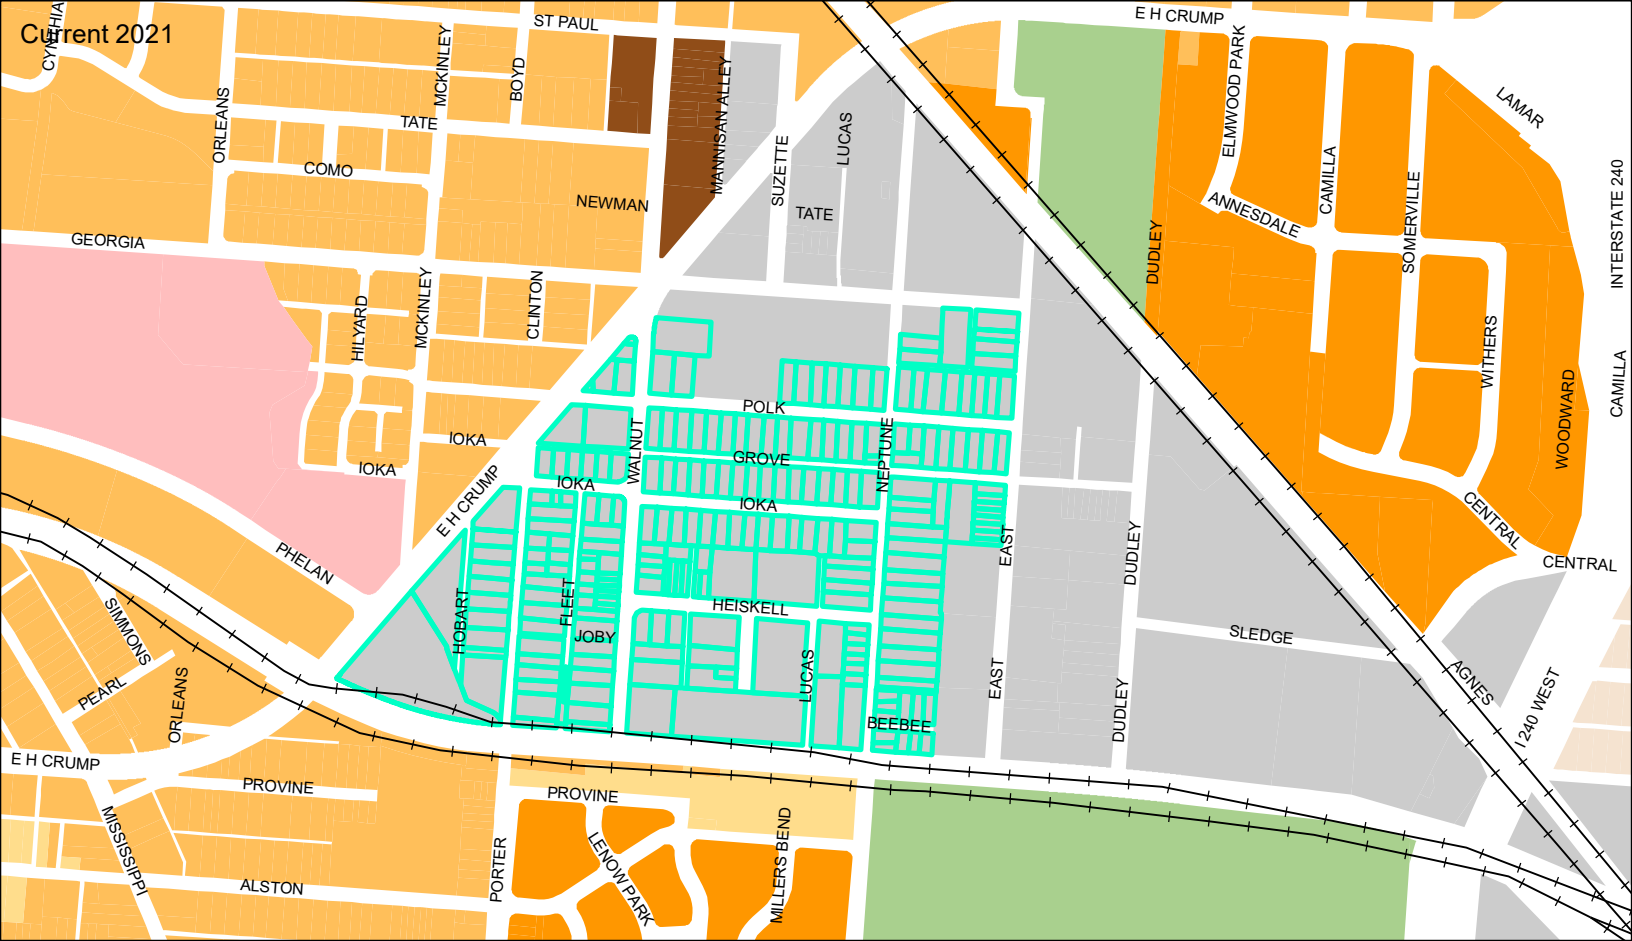 Current 2021
CYNTHIA
ST PAUL
E H CRUMP
MCKINLEY
BOYD
MANNISAN ALLEY
ELMWOOD PARK
LAMAR
ORLEANS
TATE
LUCAS
SUZETTE
CAMILLA
SOMERVILLE
INTERSTATE 240
COMO
NEWMAN
TATE
ANNESDALE
GEORGIA
DUDLEY
HILYARD
MCKINLEY
CLINTON
WITHERS
WOODWARD
CAMILLA
POLK
IOKA
WALNUT
GROVE
NEPTUNE
IOKA
IOKA
IOKA
E H CRUMP
CENTRAL
CENTRAL
PHELAN
EAST
DUDLEY
SIMMONS
HOBART
FLEET
HEISKELL
JOBY
SLEDGE
PEARL
ORLEANS
LUCAS
EAST
DUDLEY
AGNES
I 240 WEST
BEEBEE
E H CRUMP
PROVINE
PROVINE
MISSISSIPPI
PORTER
LENOW PARK
MILLERS BEND
ALSTON